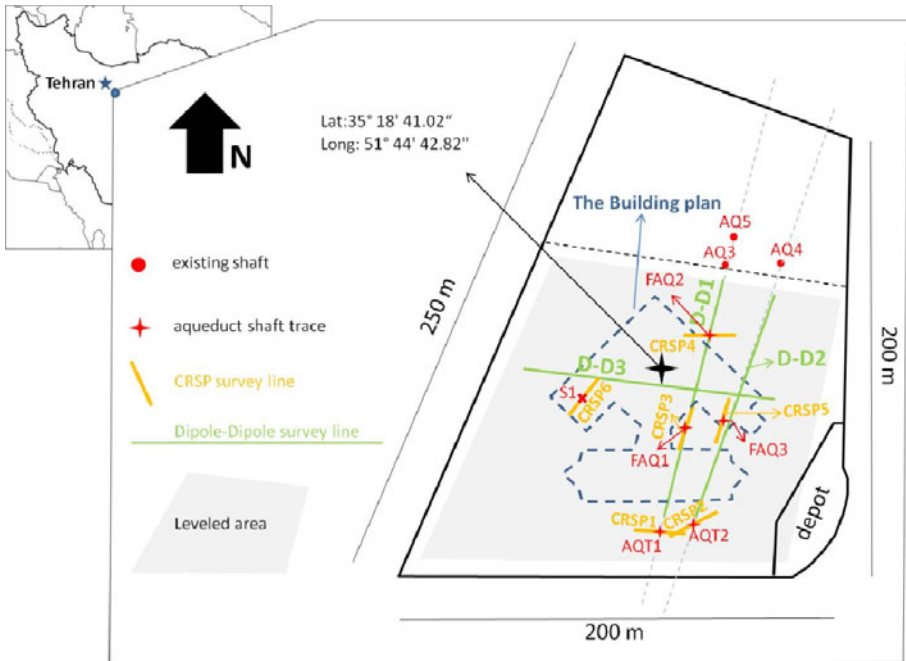 Tehran
N
Lat:35° 18' 41.02"
Long: 51° 44' 42.82"
The Building plan
existing shaft
aqueduct shaft trace
CRSP survey line
Dipole-Dipole survey line
Leveled area
250 m
200 m
200 m
AQ5
AQ3
AQ4
FAQ2
D-D1
CRSP4
D-D3
D-D2
S1
CRSP6
CRSP3
CRSP5
FAQ1
FAQ3
CRSP1
CRSP2
AQT1
AQT2
depot